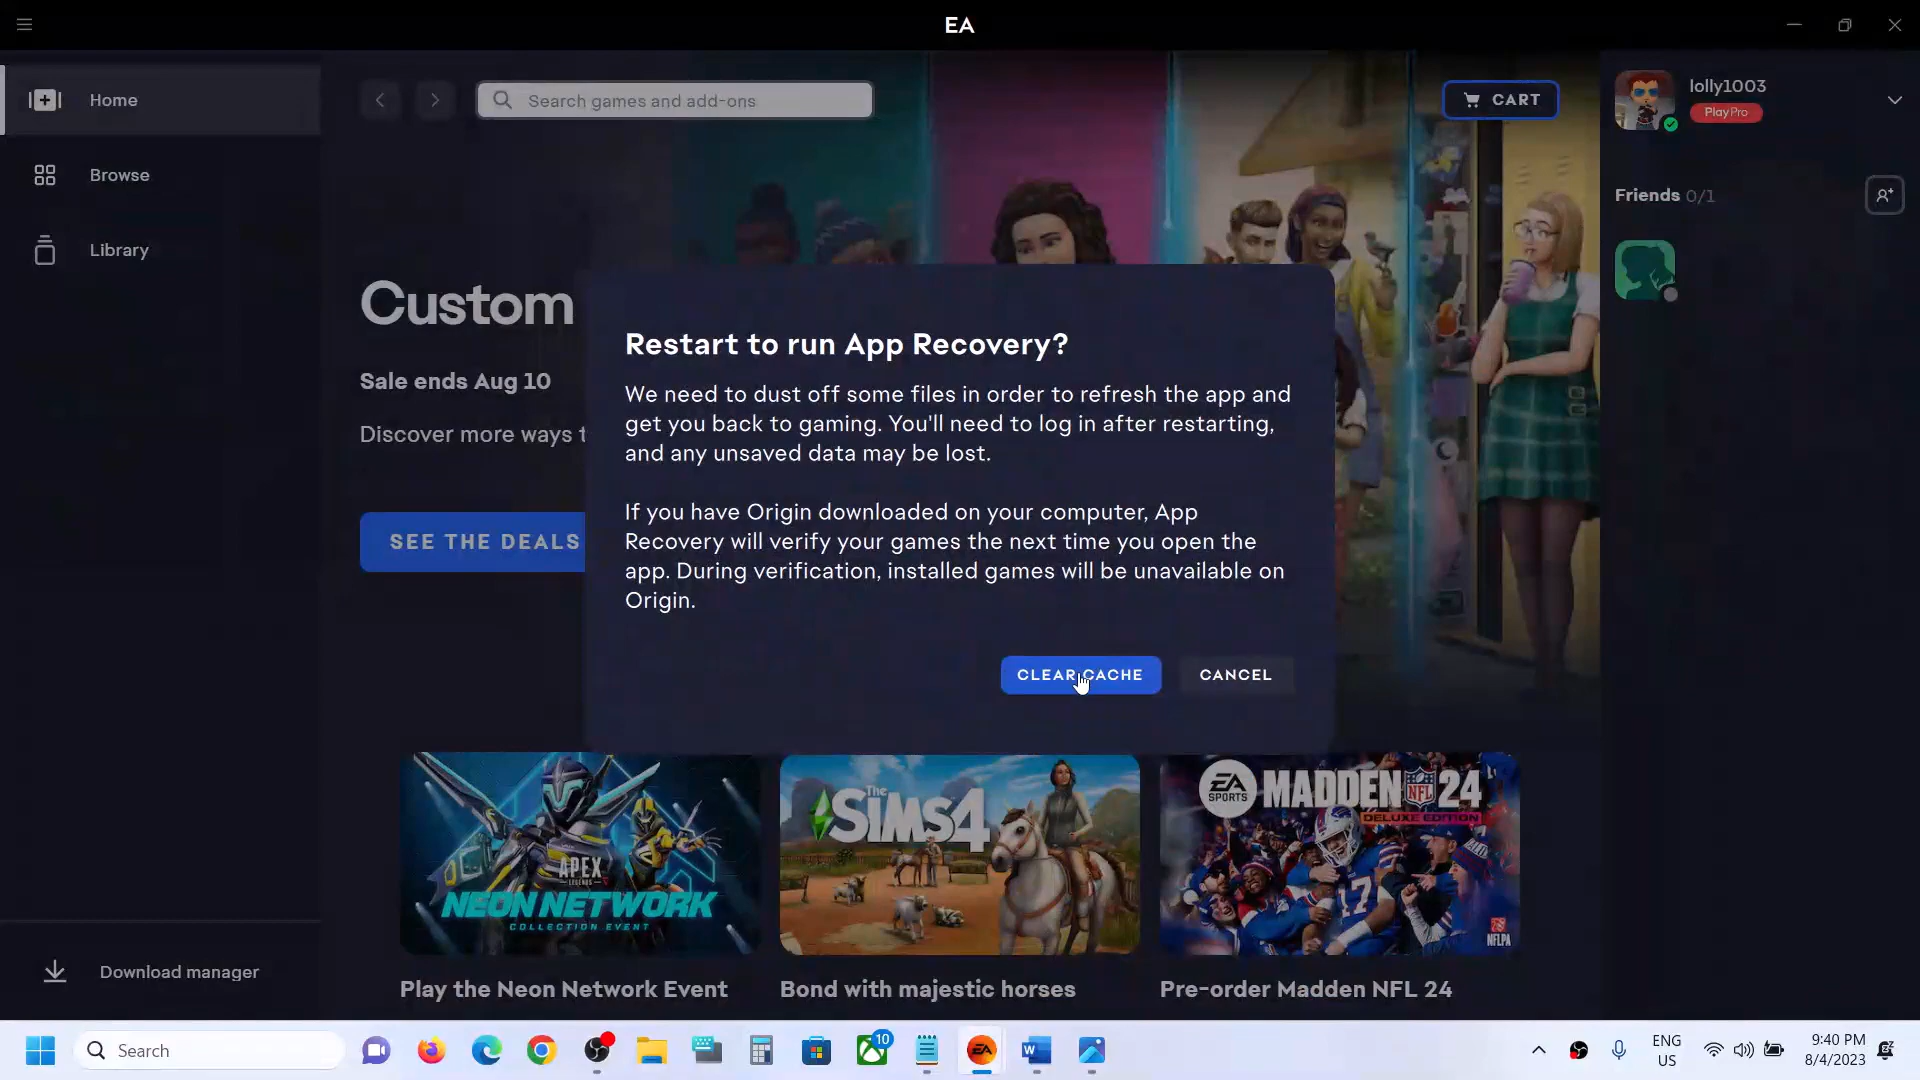 EA
Home
Search games and add-ons
CART
lolly1003
PlayPro
Browse
Friends 0/1
Library
Custom
Sale ends Aug 10
Discover more ways t
SEE THE DEALS
Restart to run App Recovery?
We need to dust off some files in order to refresh the app and
get you back to gaming. You'll need to log in after restarting,
and any unsaved data may be lost.
If you have Origin downloaded on your computer, App
Recovery will verify your games the next time you open the
app. During verification, installed games will be unavailable on
Origin.
CLEAR CACHE
CANCEL
APEX
LEGENDS
NEON NETWORK
COLLECTION EVENT
The
SIMS4
EA
SPORTS
MADDEN NFL 24
DELUXE EDITION
17
NFLPA
Download manager
Play the Neon Network Event
Bond with majestic horses
Pre-order Madden NFL 24
Search
10
EA
ENG
US
9:40 PM
8/4/2023